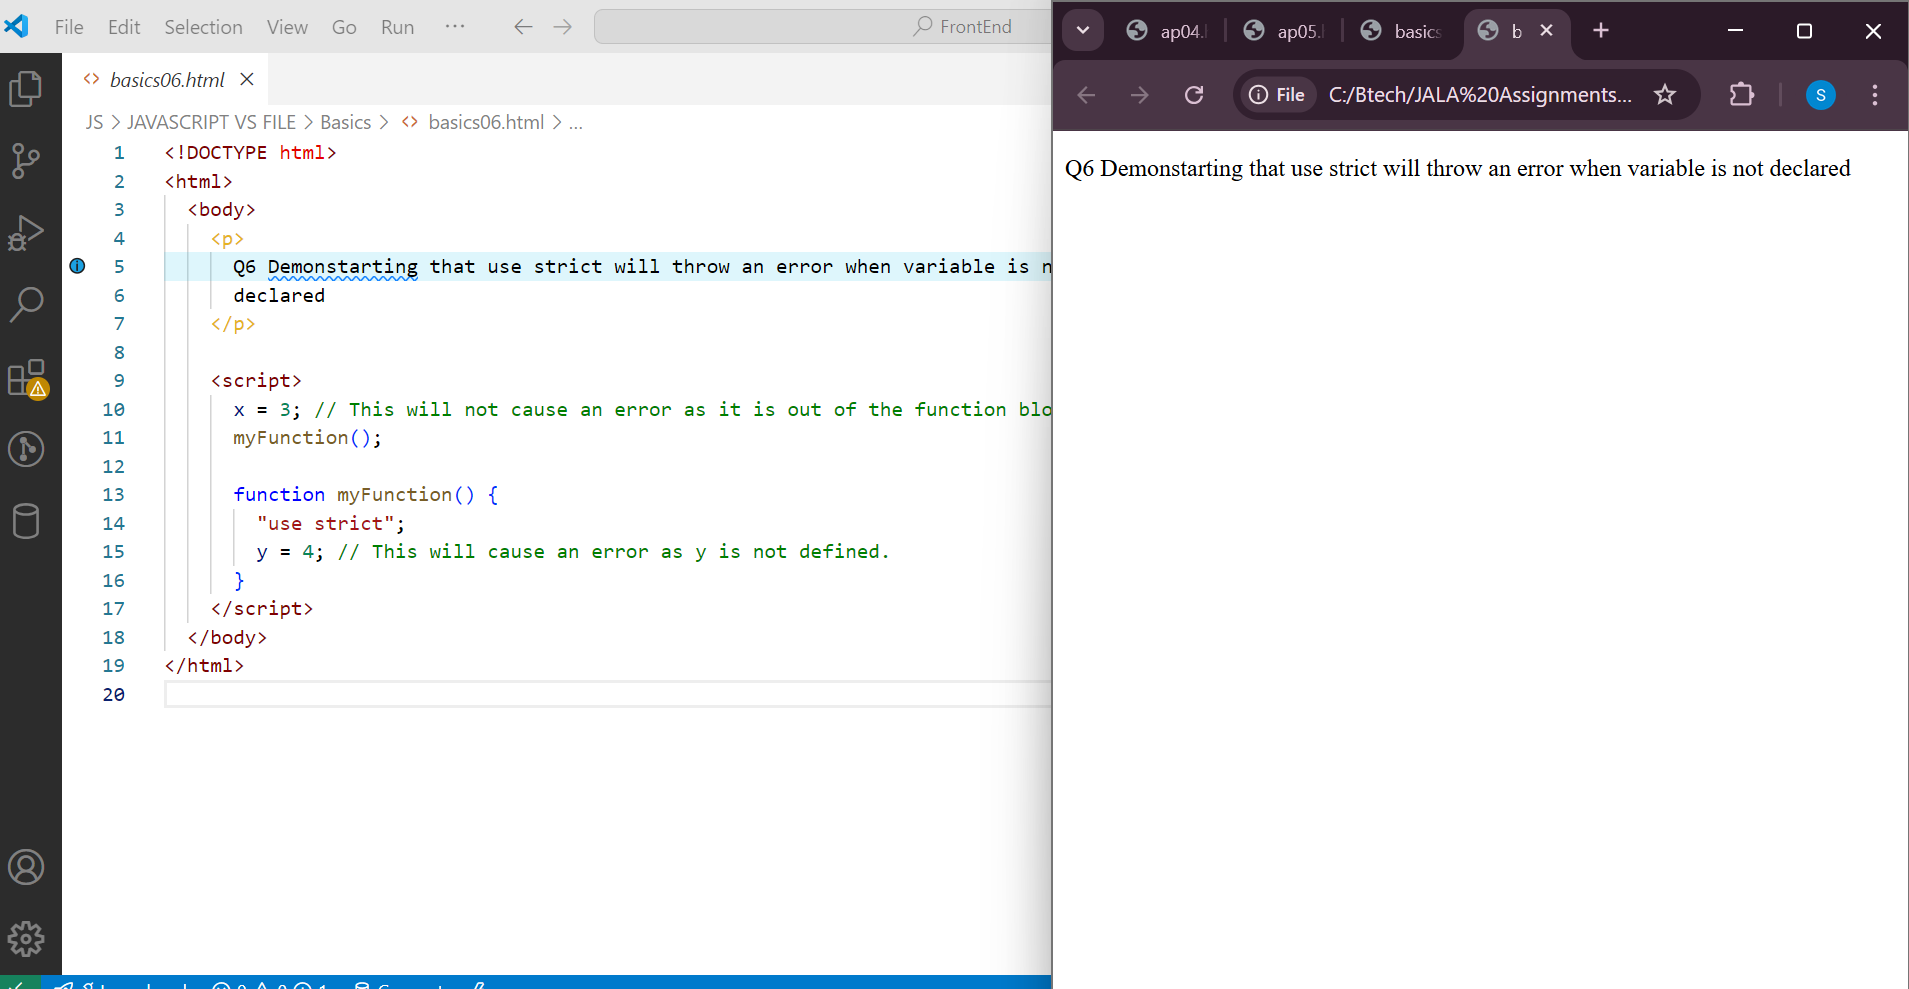 File Edit Selection View Go Run ··· FrontEnd
basics06.html
JS > JAVASCRIPT VS FILE > Basics > basics06.html > ...
1 <!DOCTYPE html>
2 <html>
3 <body>
4 <p>
5 Q6 Demonstarting that use strict will throw an error when variable is n
6 declared
7 </p>
8
9 <script>
10 x = 3; // This will not cause an error as it is out of the function blo
11 myFunction();
12
13 function myFunction() {
14 "use strict";
15 y = 4; // This will cause an error as y is not defined.
16 }
17 </script>
18 </body>
19 </html>
20
ap04. ap05. basics b
File C:/Btech/JALA%20Assignments... S
Q6 Demonstarting that use strict will throw an error when variable is not declared